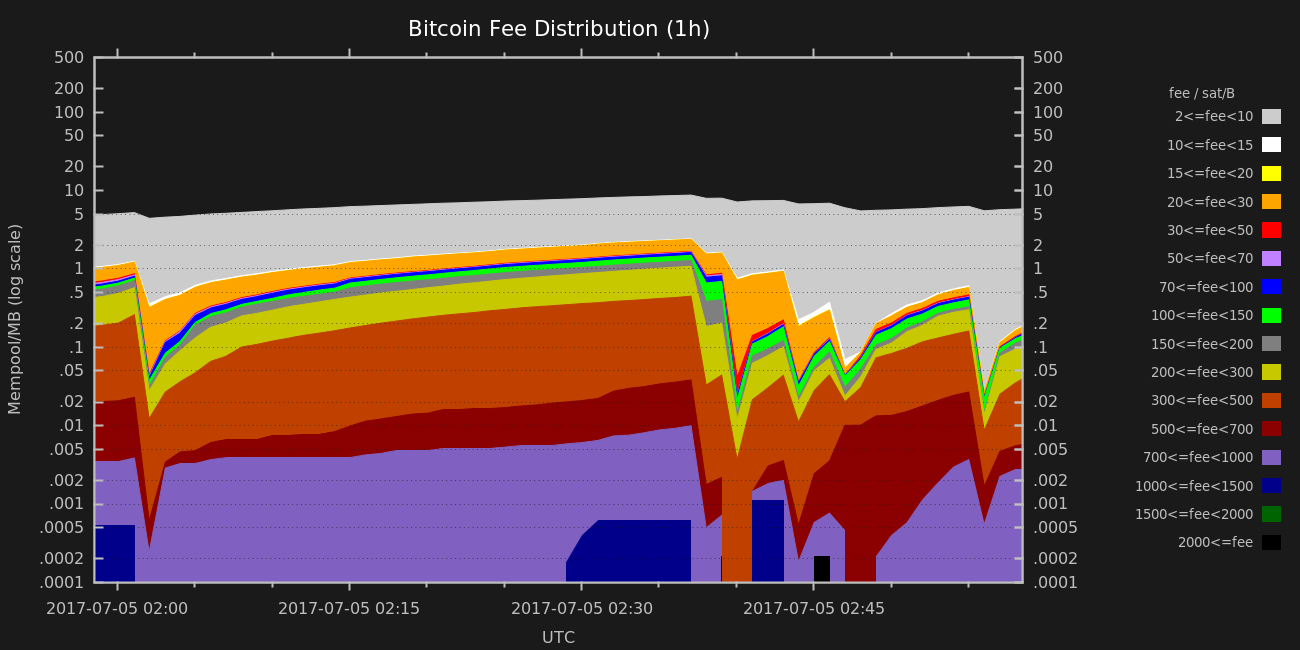 Bitcoin Fee Distribution (1h)
Mempool/MB (log scale)
500
200
100
50
20
10
5
2
1
.5
.2
.1
.05
.02
.01
.005
.002
.001
.0005
.0002
.0001
500
200
100
50
20
10
5
2
1
.5
.2
.1
.05
.02
.01
.005
.002
.001
.0005
.0002
.0001
2017-07-05 02:00 2017-07-05 02:15 2017-07-05 02:30 2017-07-05 02:45
UTC
fee / sat/B
2<=fee<10
10<=fee<15
15<=fee<20
20<=fee<30
30<=fee<50
50<=fee<70
70<=fee<100
100<=fee<150
150<=fee<200
200<=fee<300
300<=fee<500
500<=fee<700
700<=fee<1000
1000<=fee<1500
1500<=fee<2000
2000<=fee